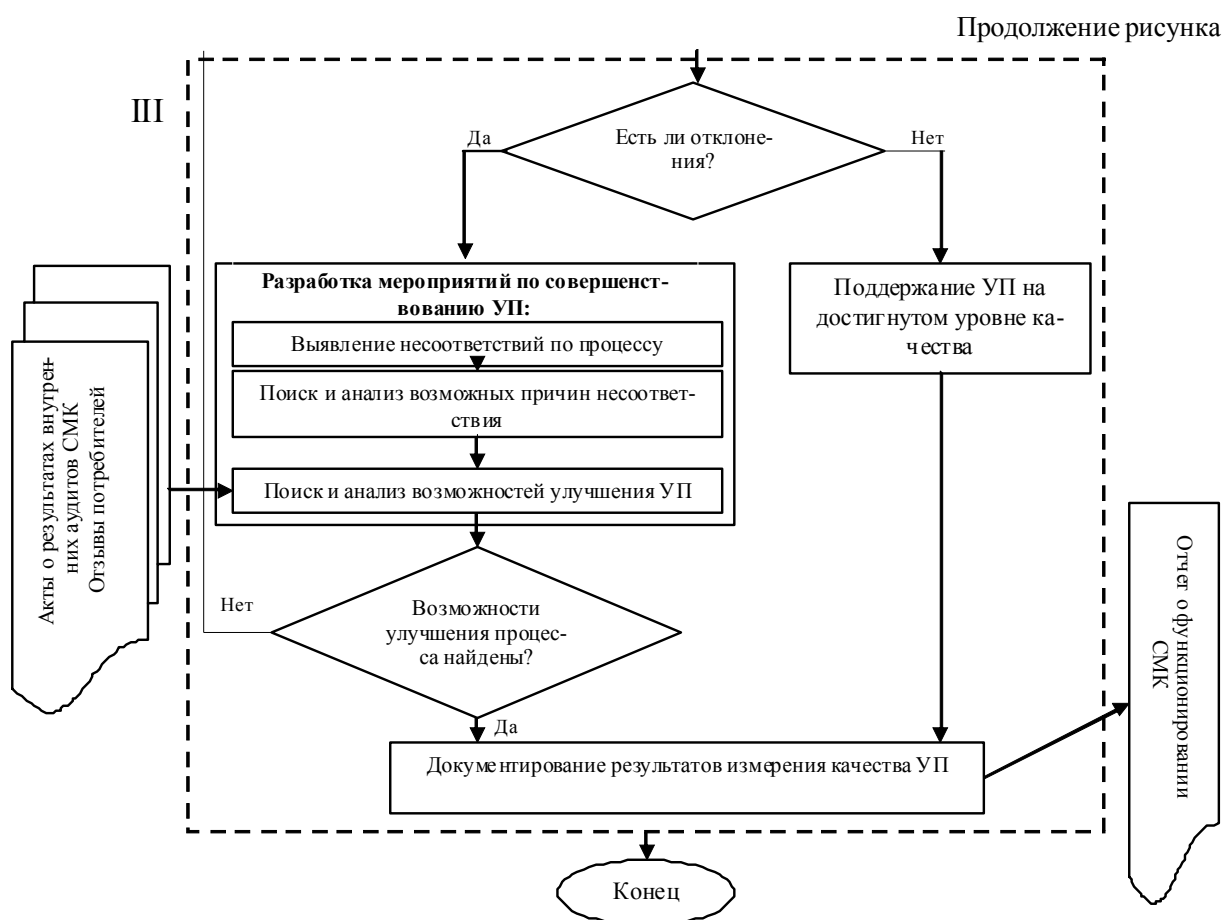 Продолжение рисунка
III
Есть ли отклоне-
ния?
Да
Нет
Разработка мероприятий по совершенст-
вованию УП:
Выявление несоответствий по процессу
Поиск и анализ возможных причин несоответ-
ствия
Поиск и анализ возможностей улучшения УП
Поддержание УП на
достигнутом уровне ка-
чества
Акты о результатах внутрен-
них аудитов СМК
Отзывы потребителей
Нет
Возможности
улучшения процес-
са найдены?
Да
Документирование результатов измерения качества УП
Отчет о функционировании
СМК
Конец